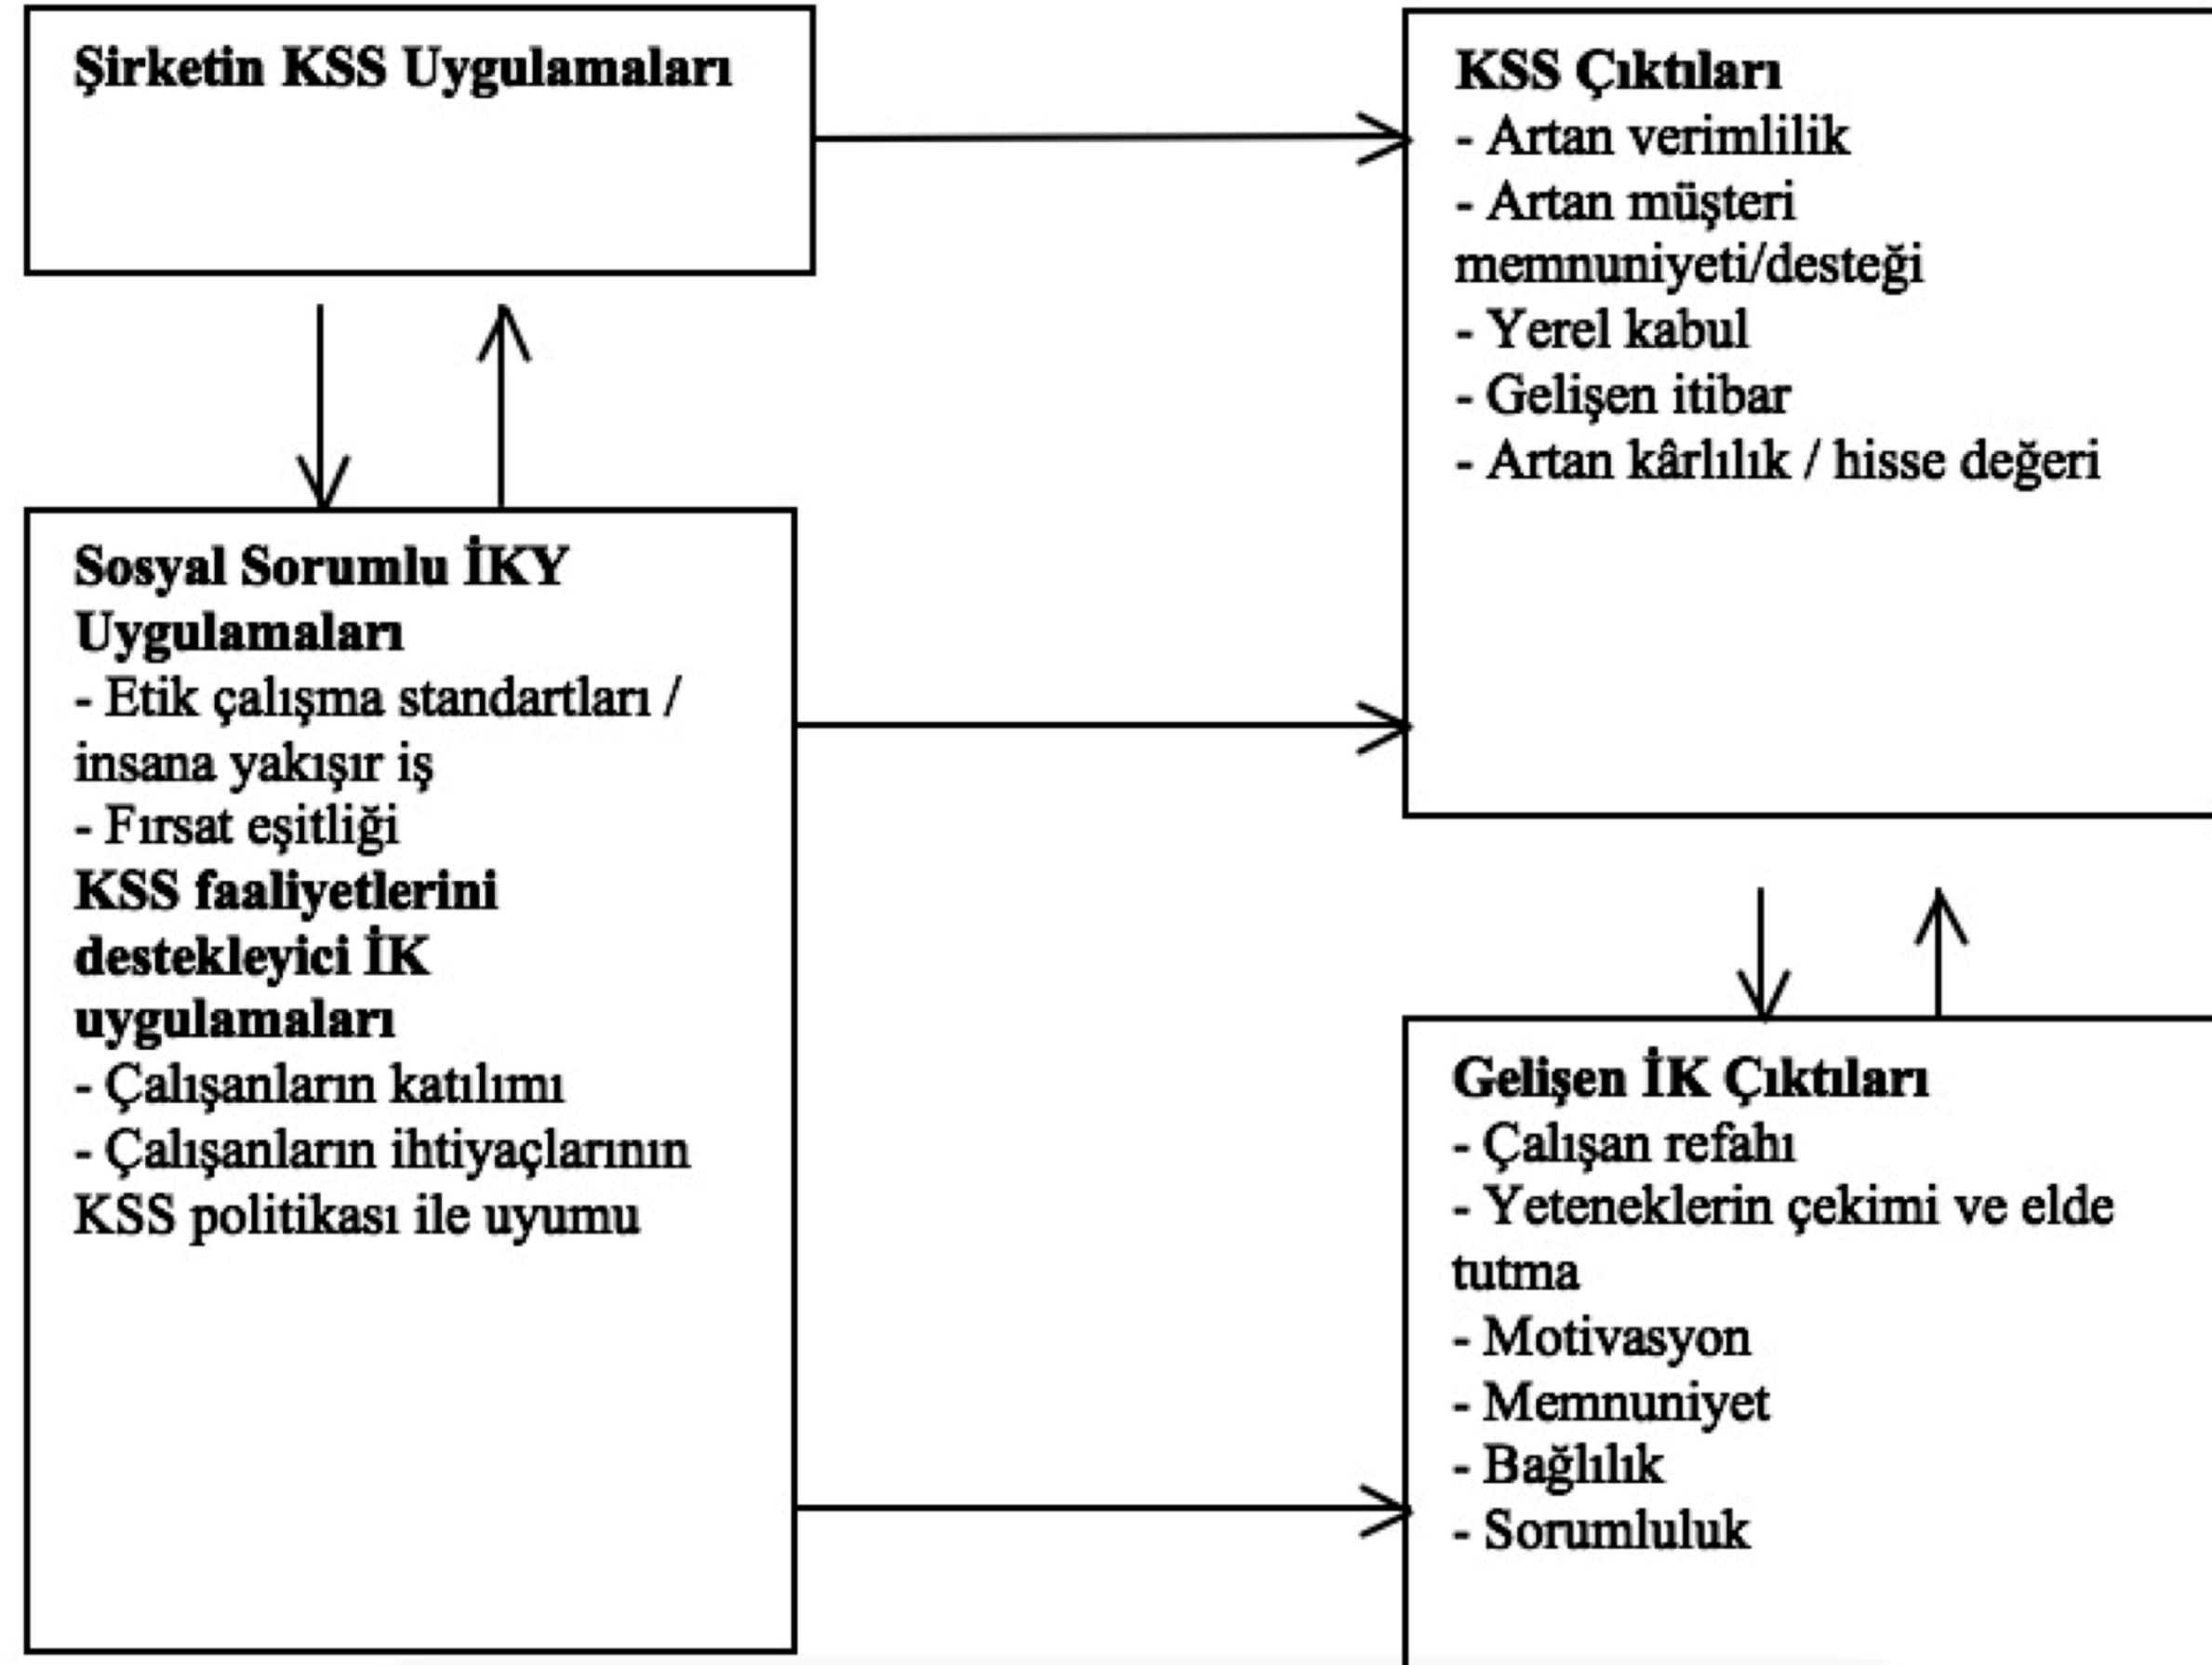 Şirketin KSS Uygulamaları
KSS Çıktıları
- Artan verimlilik
- Artan müşteri
memnuniyeti/desteği
- Yerel kabul
- Gelişen itibar
- Artan kârlılık / hisse değeri
Sosyal Sorumlu İKY
Uygulamaları
- Etik çalışma standartları /
insana yakışır iş
- Fırsat eşitliği
KSS faaliyetlerini
destekleyici İK
uygulamaları
- Çalışanların katılımı
- Çalışanların ihtiyaçlarının
KSS politikası ile uyumu
Gelişen İK Çıktıları
- Çalışan refahı
- Yeteneklerin çekimi ve elde
tutma
- Motivasyon
- Memnuniyet
- Bağlılık
- Sorumluluk